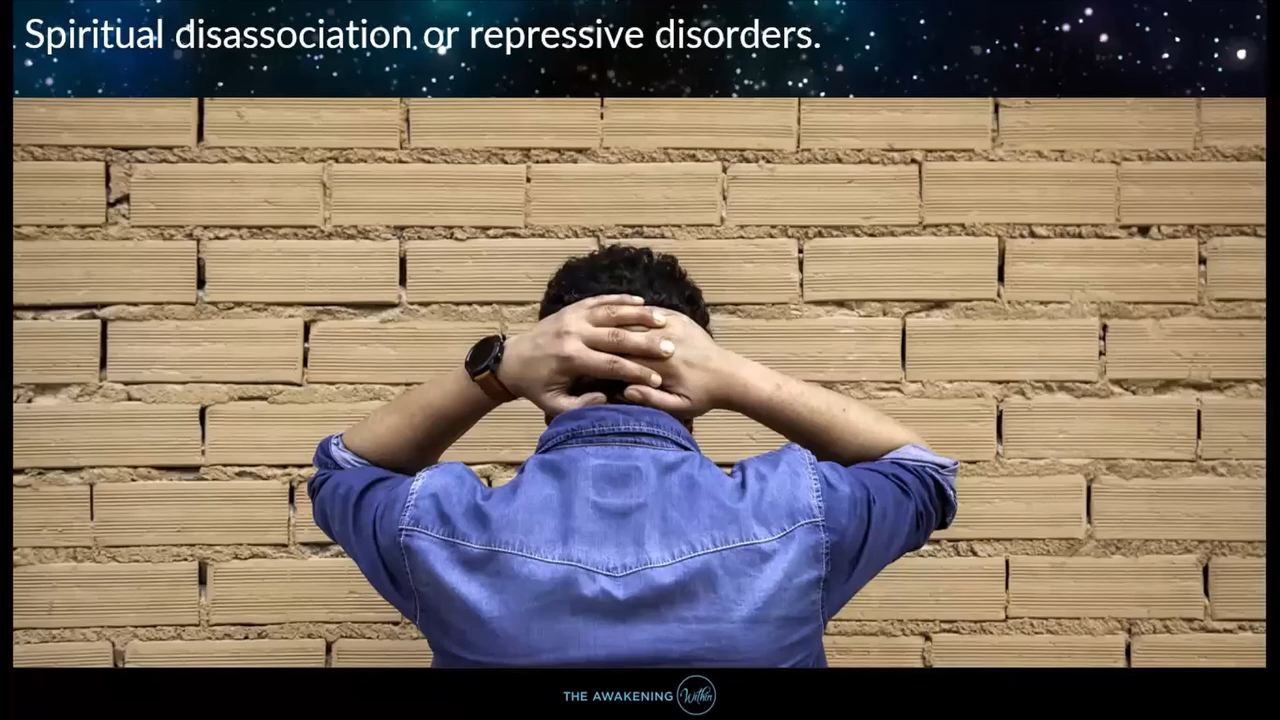 Spiritual disassociation or repressive disorders.
THE AWAKENING Within